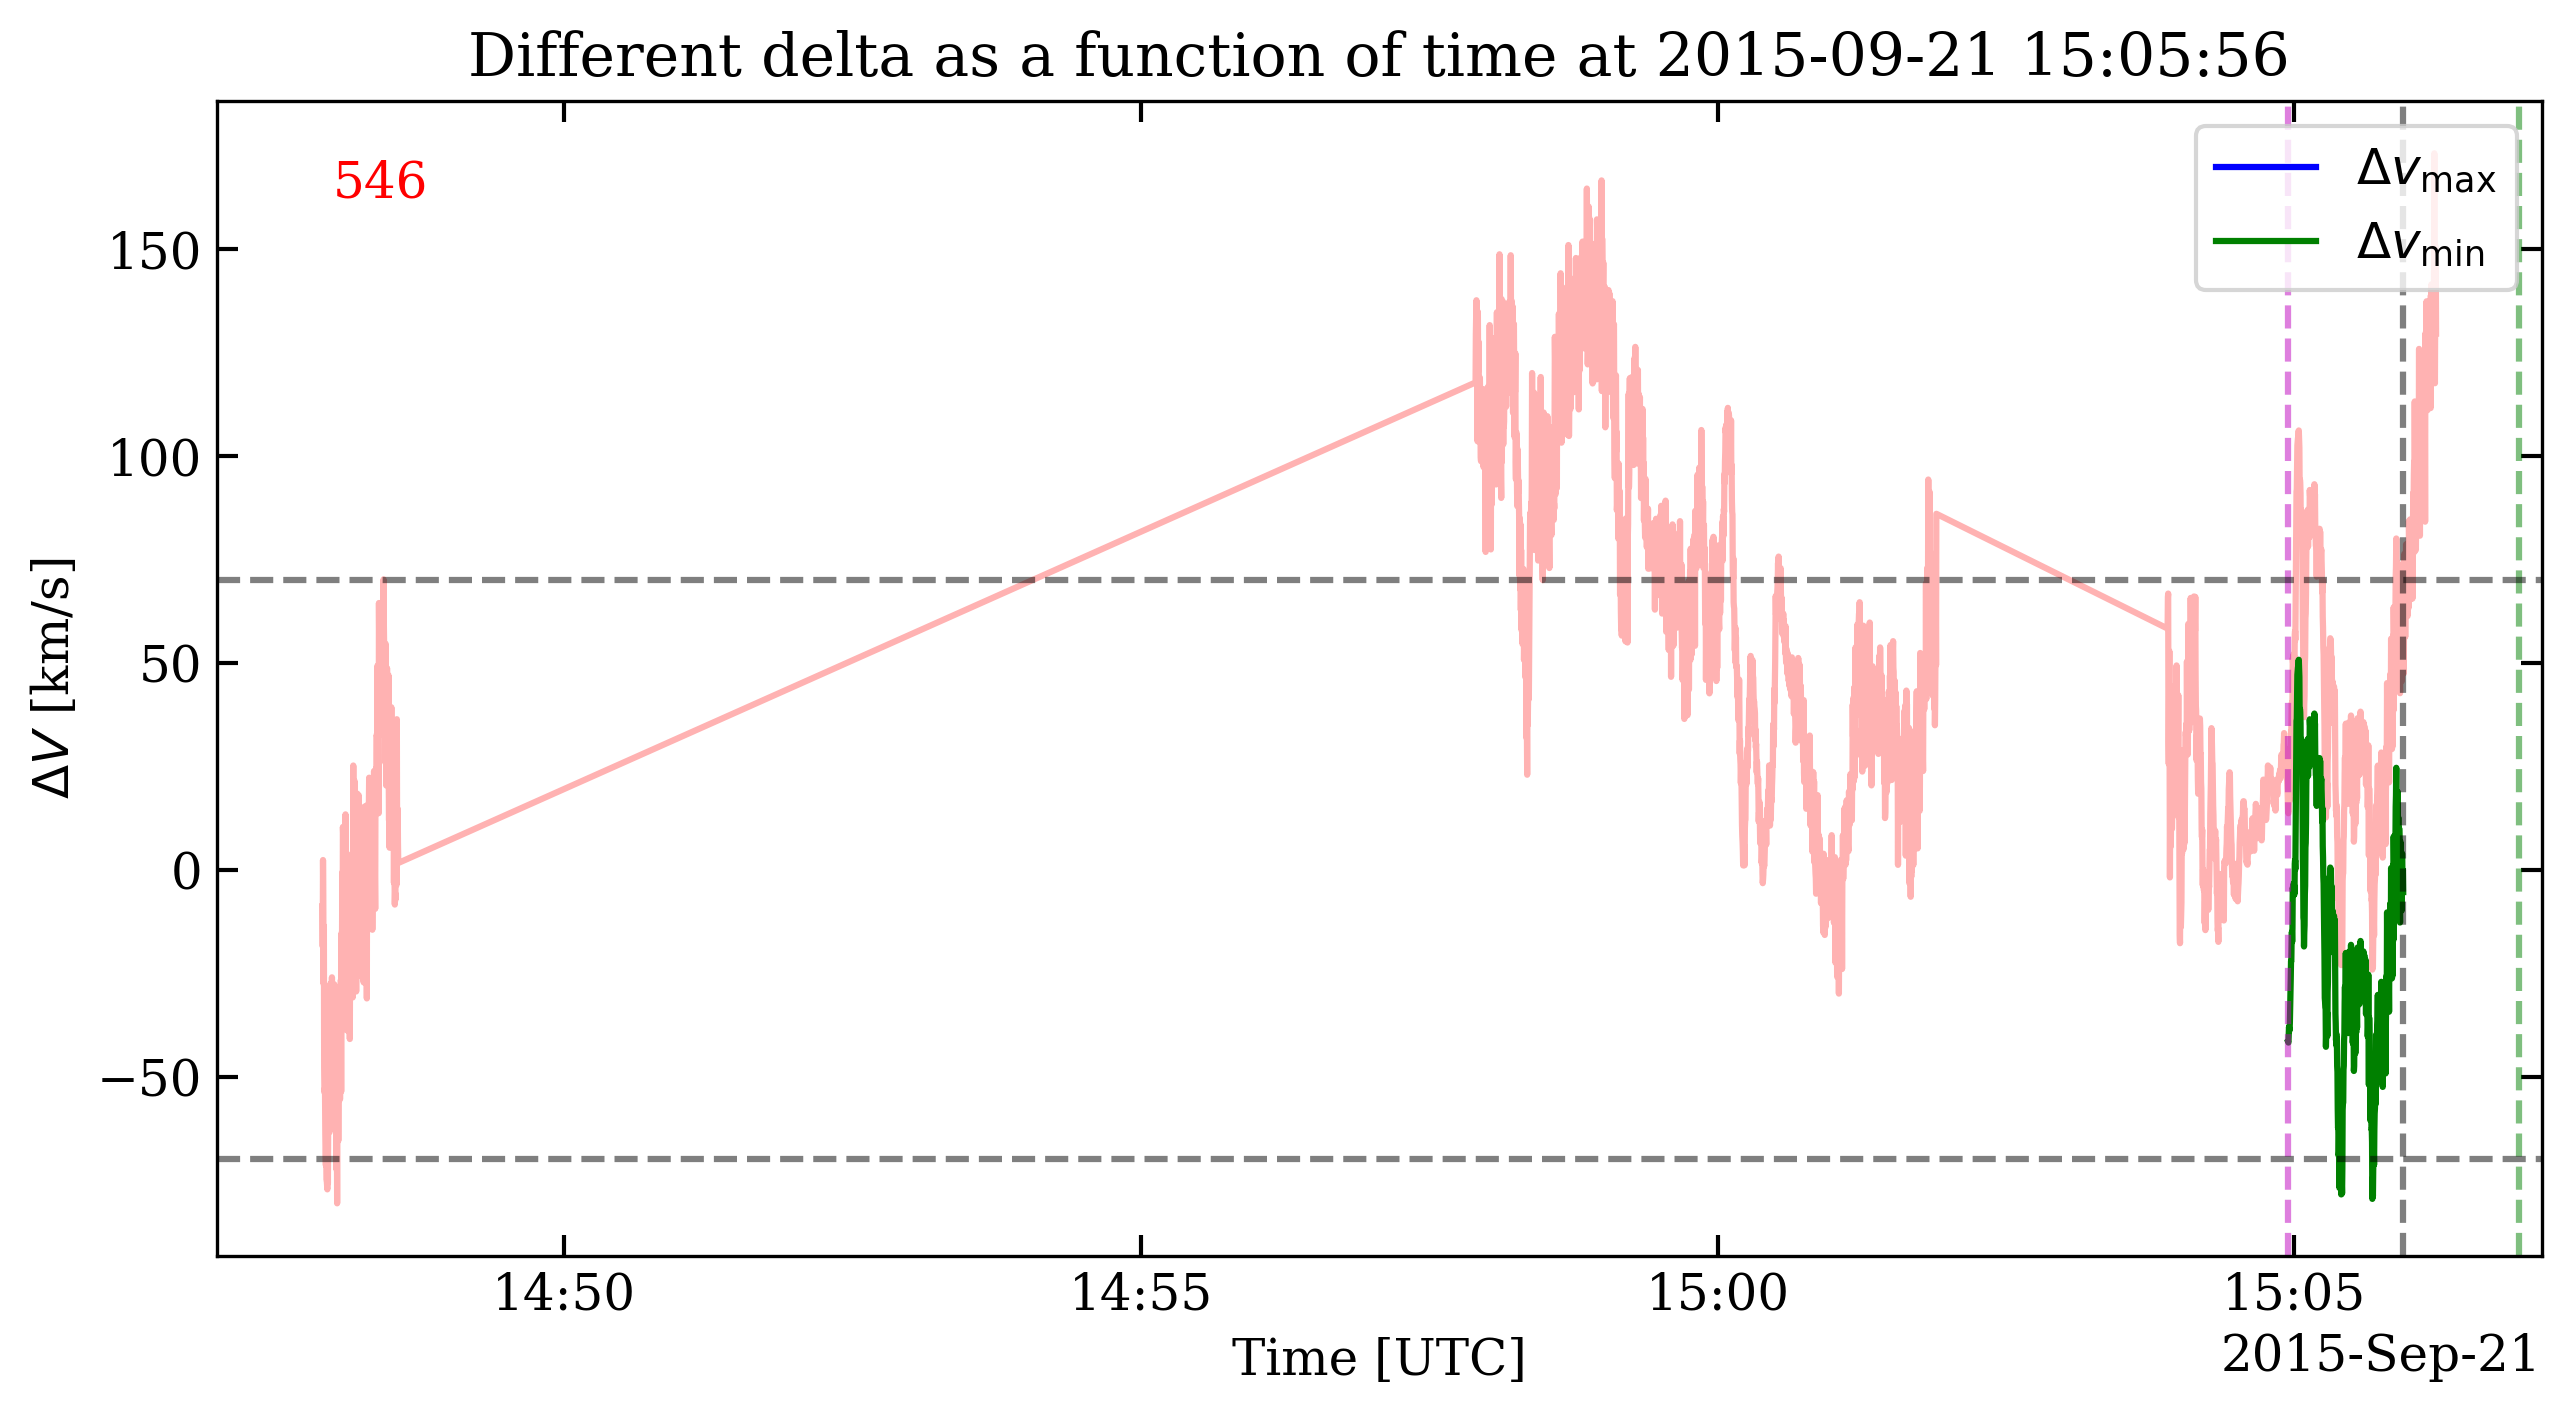 Different delta as a function of time at 2015-09-21 15:05:56
546
Δv_max
Δv_min
150
100
50
0
−50
ΔV [km/s]
14:50 14:55 15:00 15:05
2015-Sep-21
Time [UTC]